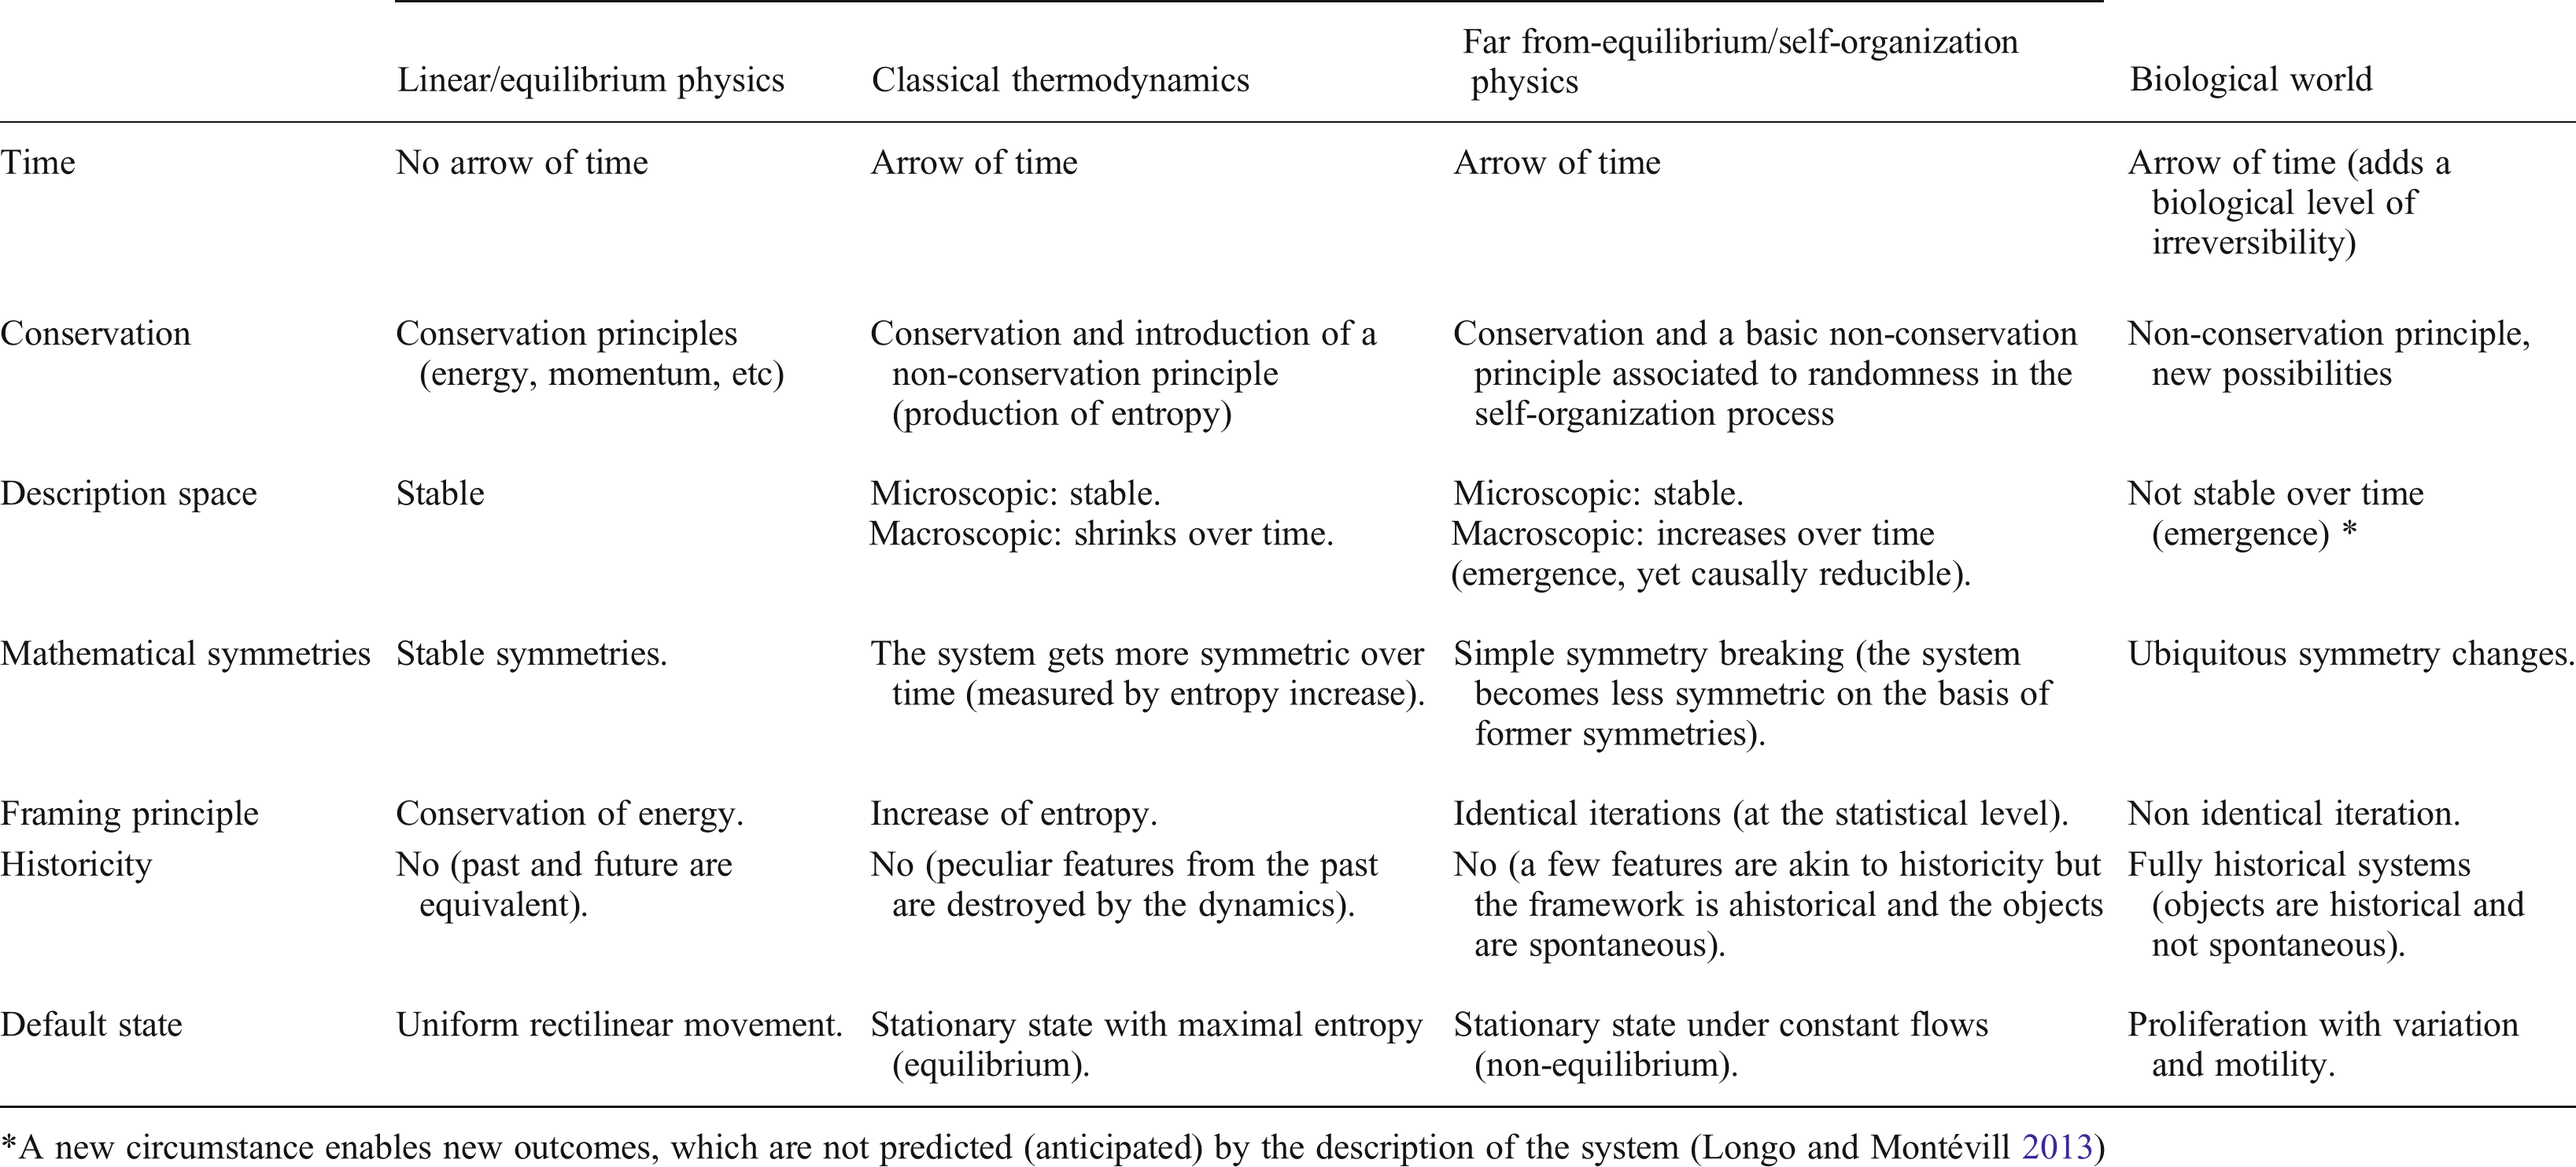 Linear/equilibrium physics
Classical thermodynamics
Far from-equilibrium/self-organization
physics
Biological world
Time
No arrow of time
Arrow of time
Arrow of time
Arrow of time (adds a
biological level of
irreversibility)
Conservation
Conservation principles
(energy, momentum, etc)
Conservation and introduction of a
non-conservation principle
(production of entropy)
Conservation and a basic non-conservation
principle associated to randomness in the
self-organization process
Non-conservation principle,
new possibilities
Description space
Stable
Microscopic: stable.
Macroscopic: shrinks over time.
Microscopic: stable.
Macroscopic: increases over time
(emergence, yet causally reducible).
Not stable over time
(emergence) *
Mathematical symmetries
Stable symmetries.
The system gets more symmetric over
time (measured by entropy increase).
Simple symmetry breaking (the system
becomes less symmetric on the basis of
former symmetries).
Ubiquitous symmetry changes.
Framing principle
Conservation of energy.
Increase of entropy.
Identical iterations (at the statistical level).
Non identical iteration.
Historicity
No (past and future are
equivalent).
No (peculiar features from the past
are destroyed by the dynamics).
No (a few features are akin to historicity but
the framework is ahistorical and the objects
are spontaneous).
Fully historical systems
(objects are historical and
not spontaneous).
Default state
Uniform rectilinear movement.
Stationary state with maximal entropy
(equilibrium).
Stationary state under constant flows
(non-equilibrium).
Proliferation with variation
and motility.
*A new circumstance enables new outcomes, which are not predicted (anticipated) by the description of the system (Longo and Montévill 2013)